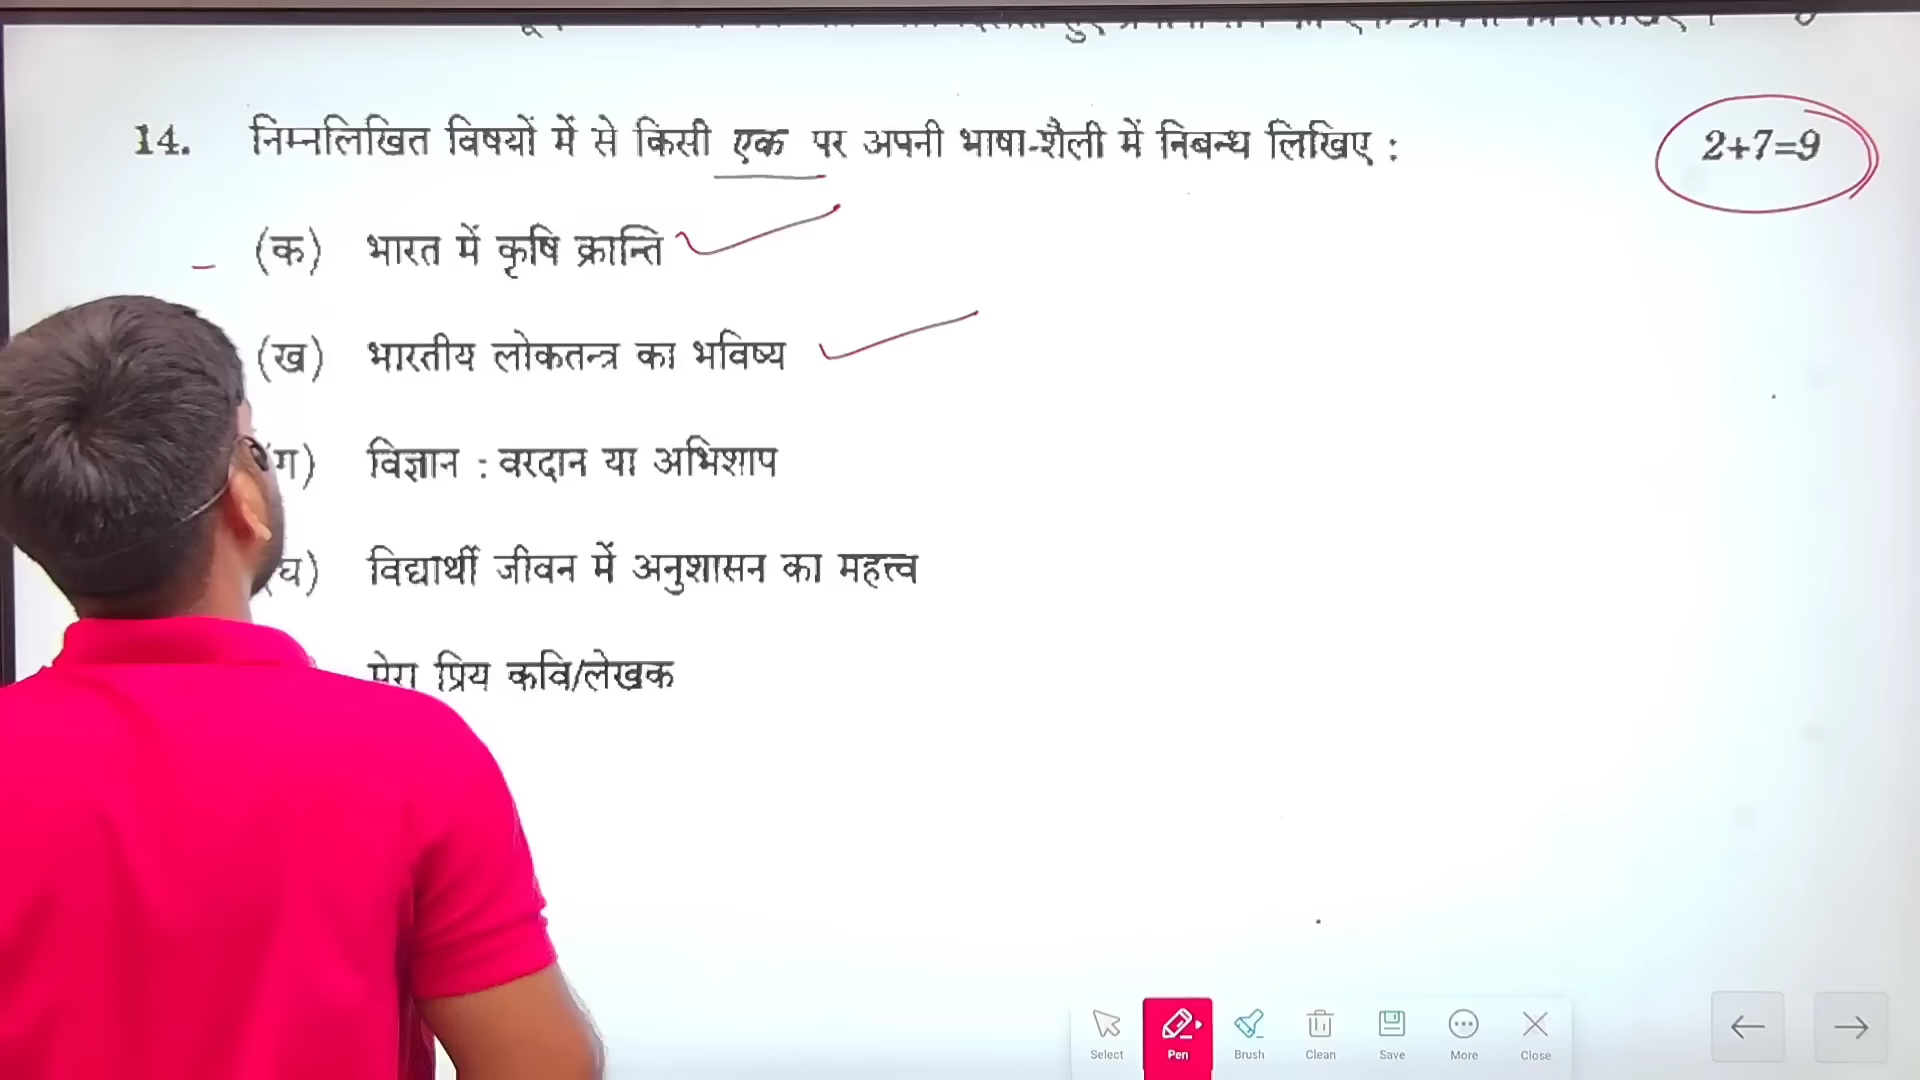 14. निम्नलिखित विषयों में से किसी एक पर अपनी भाषा-शैली में निबन्ध लिखिए : 2+7=9
(क) भारत में कृषि क्रान्ति
(ख) भारतीय लोकतन्त्र का भविष्य
ग) विज्ञान : वरदान या अभिशाप
घ) विद्यार्थी जीवन में अनुशासन का महत्त्व
मेरा प्रिय कवि/लेखक
Select Pen Brush Clean Save More Close